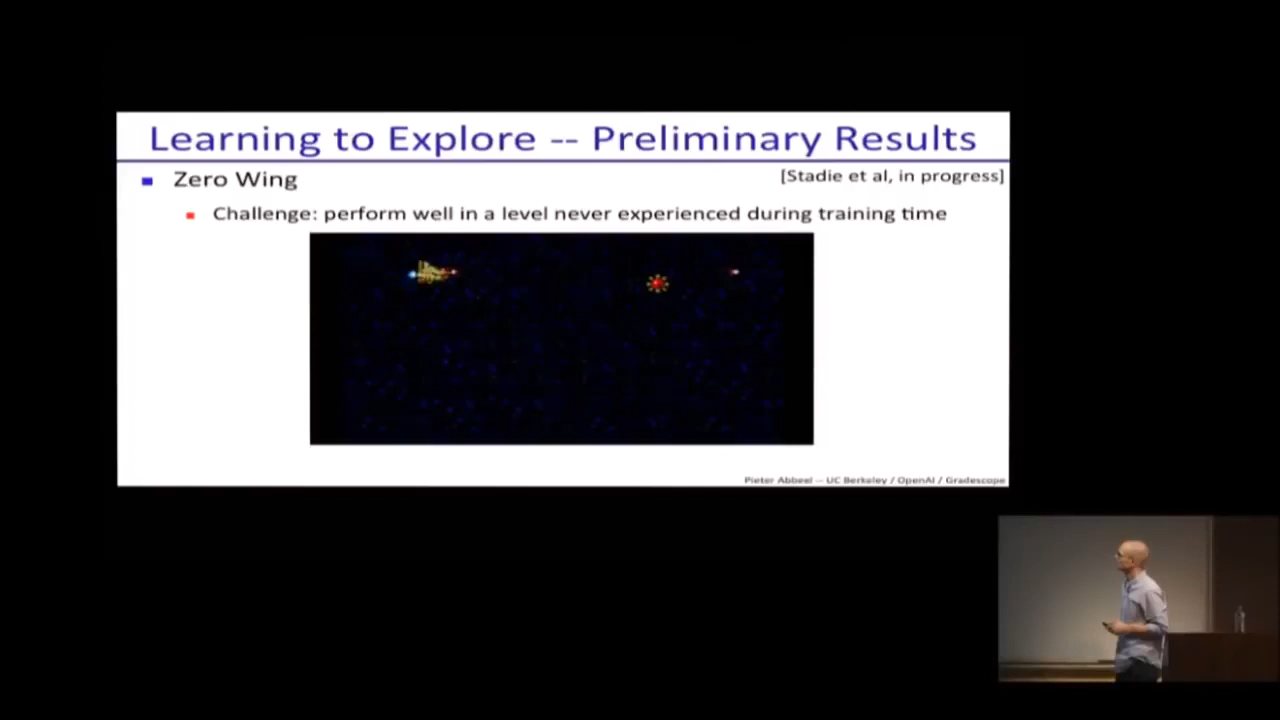 Learning to Explore -- Preliminary Results
Zero Wing
[Stadie et al, in progress]
Challenge: perform well in a level never experienced during training time
Pieter Abbeel -- UC Berkeley / OpenAI / Gradescope